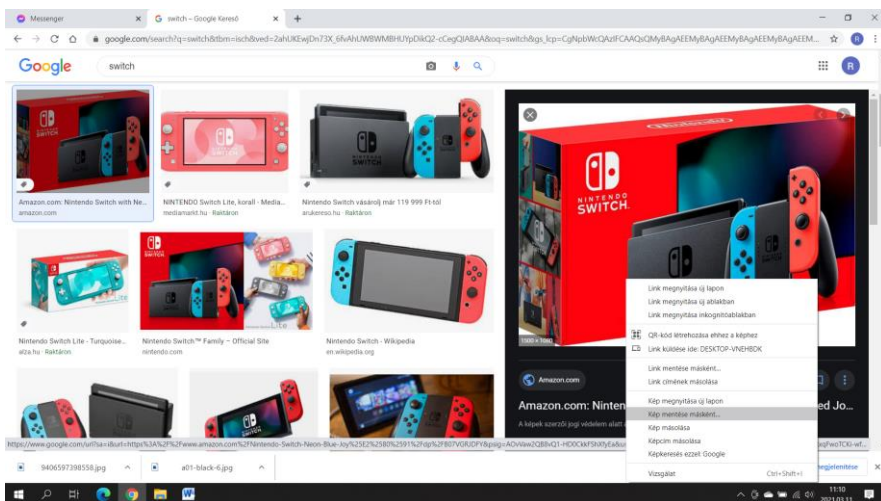 Messenger
switch – Google Kereső
google.com/search?q=switch&tbm=isch&ved=
Google
switch
R
R
Amazon.com: Nintendo Switch with Ne...
amazon.com
NINTENDO Switch Lite, korall - Media...
mediamarkt.hu · Raktáron
Nintendo Switch vásárolj már 119 999 Ft-tól
arukereso.hu · Raktáron
SWITCH
Nintendo Switch Lite - Turquoise...
alza.hu · Raktáron
Nintendo Switch™ Family – Official Site
nintendo.com
Nintendo Switch - Wikipedia
en.wikipedia.org
NINTENDO
SWITCH
1500 × 1501
Link megnyitása új lapon
Link megnyitása új ablakban
Link megnyitása inkognitóablakban
QR-kód létrehozása ehhez a képhez
Link küldése ide: DESKTOP-VNEHBDK
Link mentése másként...
Link címének másolása
Kép megnyitása új lapon
Kép mentése másként...
Kép másolása
Képcím másolása
Képkeresés ezzel: Google
Vizsgálat Ctrl+Shift+I
Amazon.com
Amazon.com: Ninten
ed Jo...
A képek szerzői jogi védelem alatt
9406597398558.jpg
a01-black-6.jpg
megjelenítése
11:10
2021.03.11.